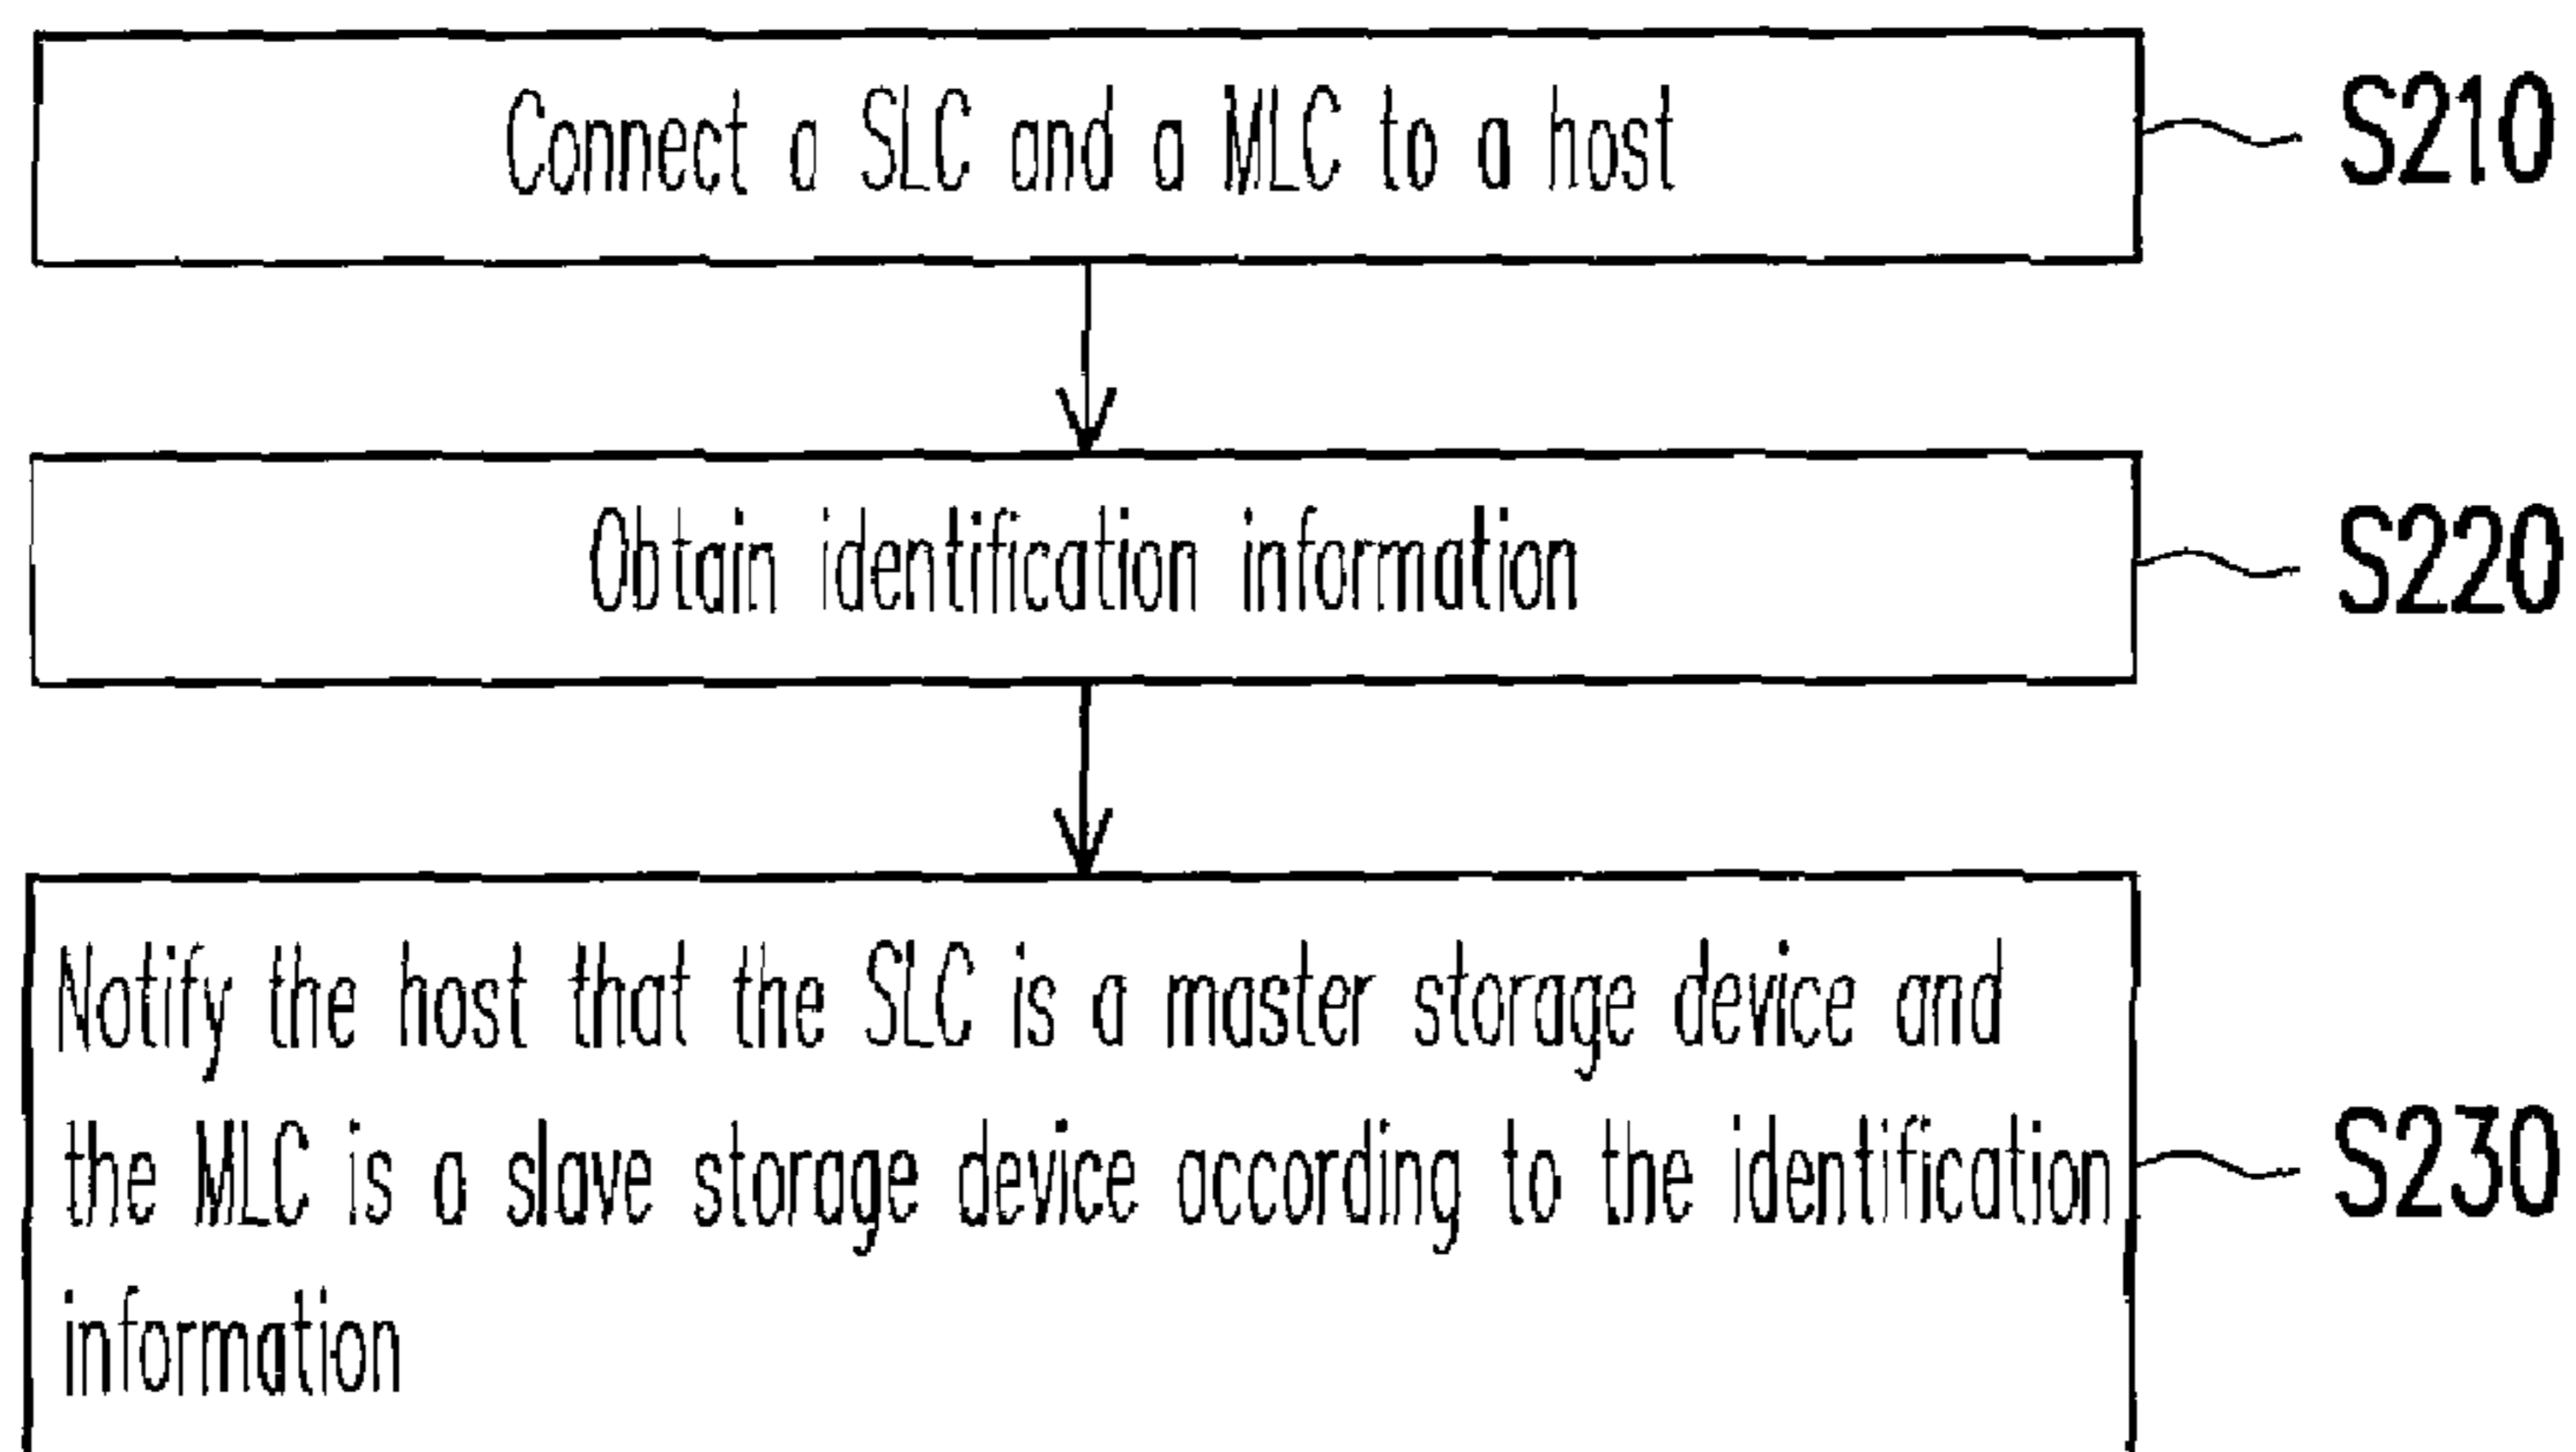 Connect a SLC and a MLC to a host
S210
Obtain identification information
S220
Notify the host that the SLC is a master storage device and
the MLC is a slave storage device according to the identification
information
S230